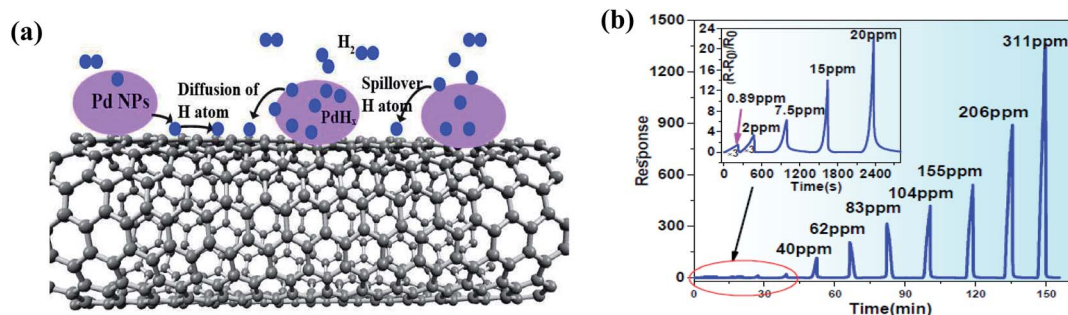 (a)
H2
Pd NPs
Diffusion of
H atom
PdHx
Spillover
H atom
(b)
1500
1200
900
600
300
0
Response
0
30
60
90
120
150
Time(min)
40ppm
62ppm
83ppm
104ppm
155ppm
206ppm
311ppm
(R-R0)/R0
24
20
16
12
8
4
0
0
600
1200
1800
2400
Time(s)
0.89ppm
2ppm
7.5ppm
15ppm
20ppm
-3
-3